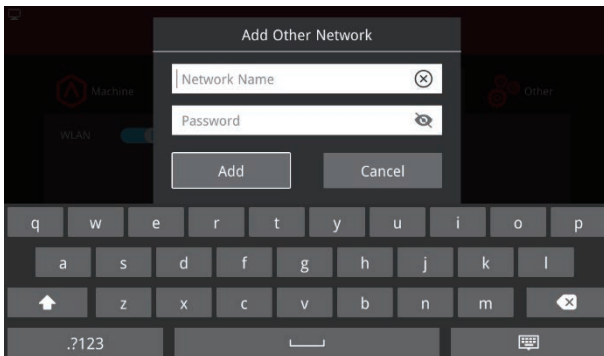 Add Other Network
Network Name
Machine
Other
Password
WLAN
Add Cancel
q w e r t y u i o p
a s d f g h j k l
z x c v b n m
.?123